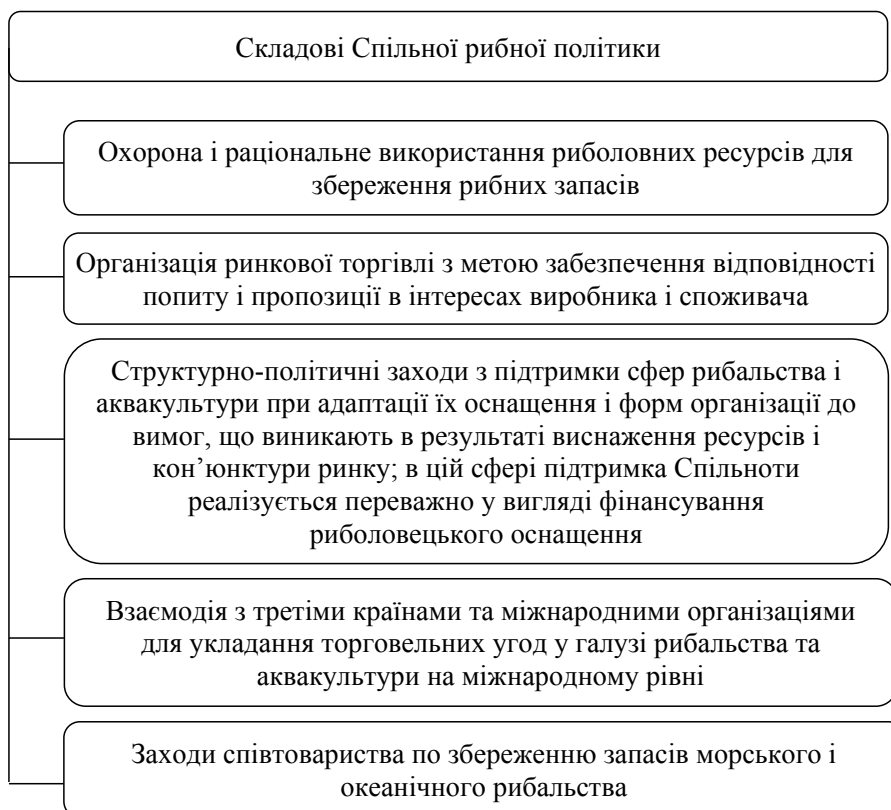 Складові Спільної рибної політики
Охорона і раціональне використання риболовних ресурсів для
збереження рибних запасів
Організація ринкової торгівлі з метою забезпечення відповідності
попиту і пропозиції в інтересах виробника і споживача
Структурно-політичні заходи з підтримки сфер рибальства і
аквакультури при адаптації їх оснащення і форм організації до
вимог, що виникають в результаті виснаження ресурсів і
кон’юнктури ринку; в цій сфері підтримка Спільноти
реалізується переважно у вигляді фінансування
риболовецького оснащення
Взаємодія з третіми країнами та міжнародними організаціями
для укладання торговельних угод у галузі рибальства та
аквакультури на міжнародному рівні
Заходи співтовариства по збереженню запасів морського і
океанічного рибальства